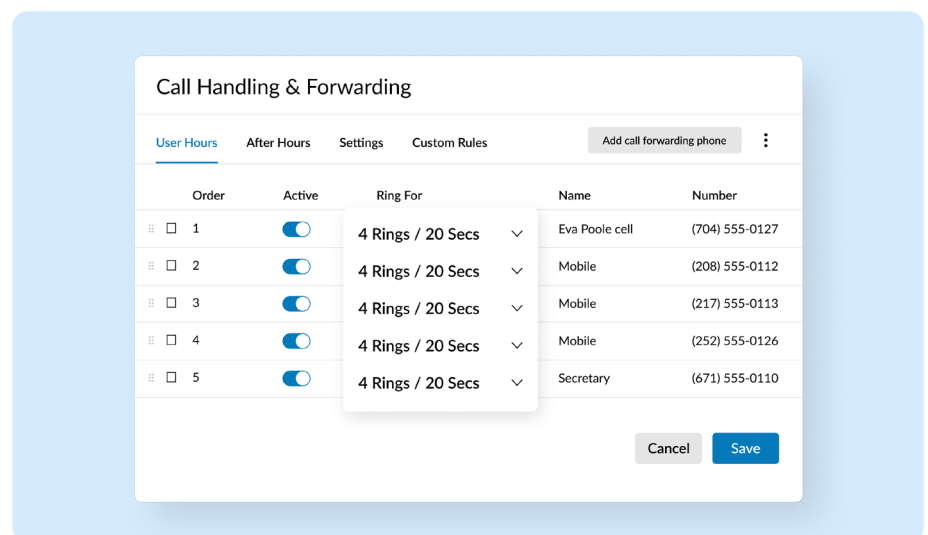 Call Handling & Forwarding
User Hours After Hours Settings Custom Rules Add call forwarding phone
Order Active Ring For Name Number
1 4 Rings / 20 Secs Eva Poole cell (704) 555-0127
2 4 Rings / 20 Secs Mobile (208) 555-0112
3 4 Rings / 20 Secs Mobile (217) 555-0113
4 4 Rings / 20 Secs Mobile (252) 555-0126
5 4 Rings / 20 Secs Secretary (671) 555-0110
Cancel Save